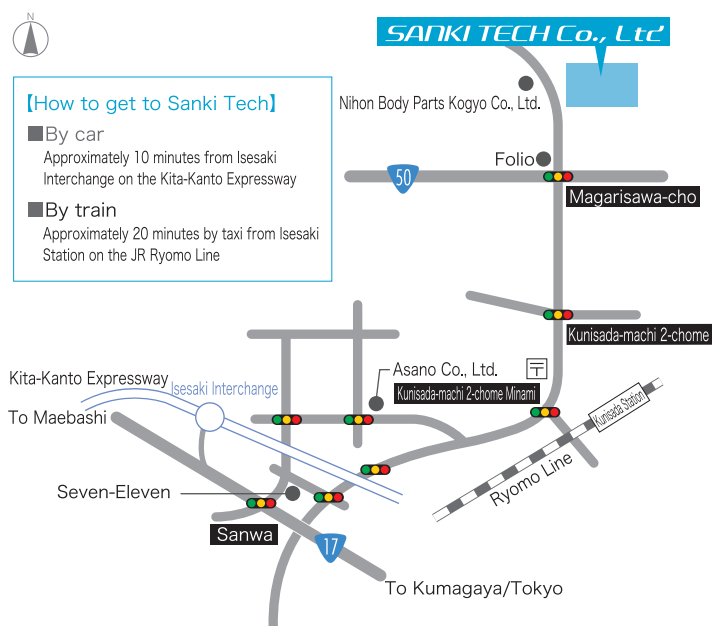 N
SANKI TECH Co., Ltd
【How to get to Sanki Tech】
■By car
Approximately 10 minutes from Isesaki
Interchange on the Kita-Kanto Expressway
■By train
Approximately 20 minutes by taxi from Isesaki
Station on the JR Ryomo Line
Nihon Body Parts Kogyo Co., Ltd.
Folio
50
Magarisawa-cho
Kunisada-machi 2-chome
〒
Asano Co., Ltd.
Kunisada-machi 2-chome Minami
Kita-Kanto Expressway
Isesaki Interchange
To Maebashi
Kunisada Station
Ryomo Line
Seven-Eleven
Sanwa
17
To Kumagaya/Tokyo